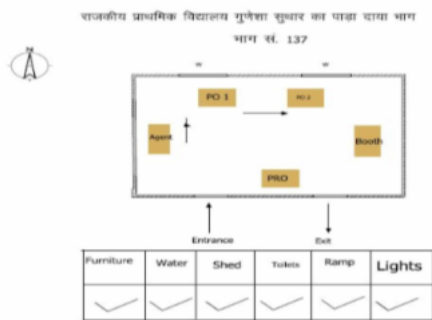 राजकीय प्राथमिक विद्यालय गुणेशा सुथार का पाड़ा दाया भाग
भाग सं. 137
N
W W
PO 1 PO 2
Agent Booth
PRO
Entrance Exit
Furniture Water Shed Toilets Ramp Lights